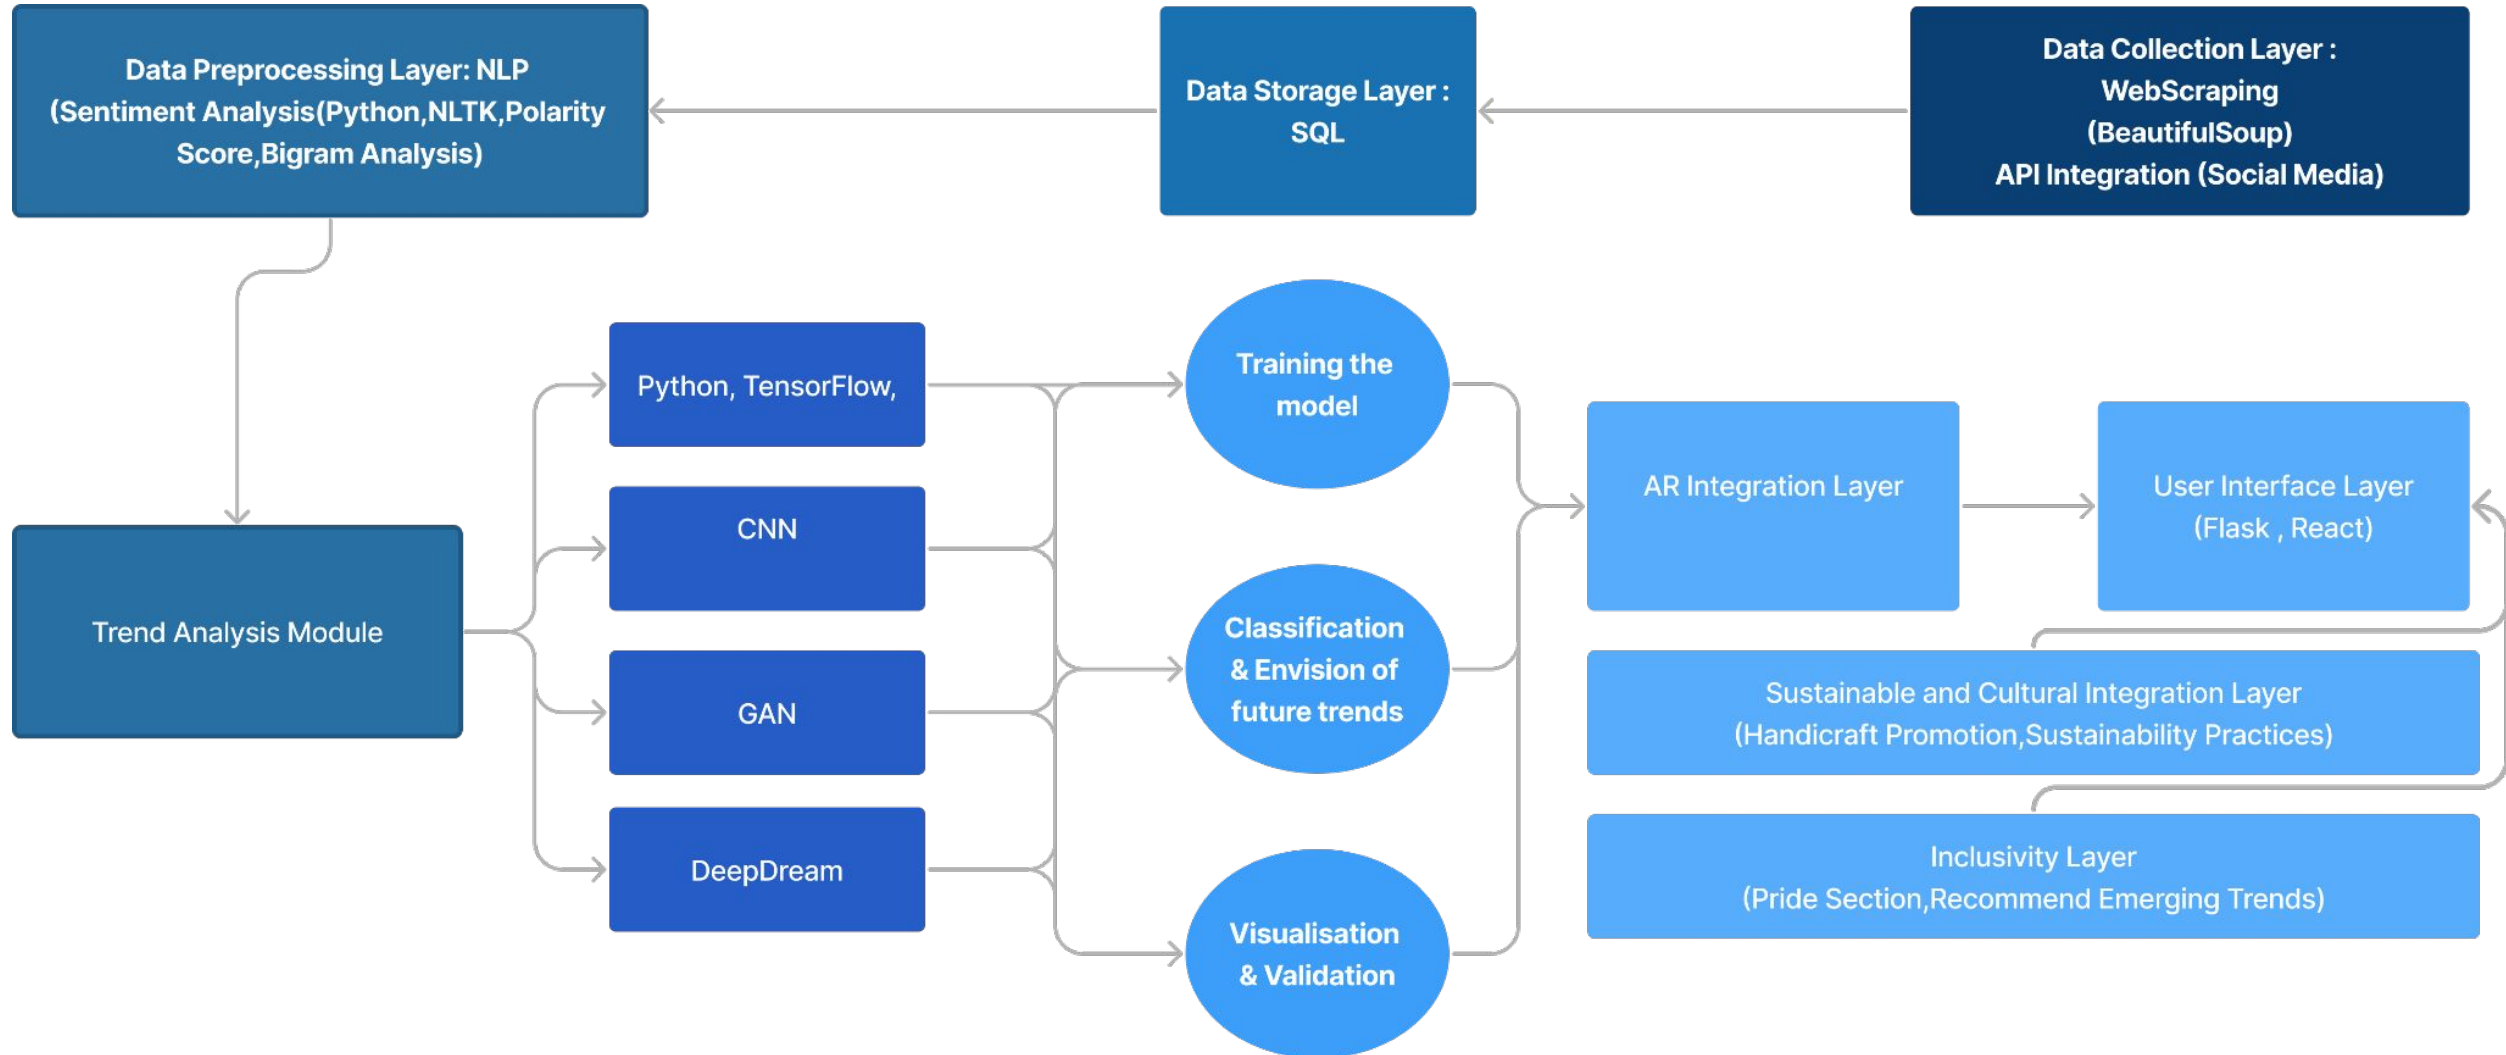 Data Preprocessing Layer: NLP
(Sentiment Analysis(Python,NLTK,Polarity
Score,Bigram Analysis)
Data Storage Layer :
SQL
Data Collection Layer :
WebScraping
(BeautifulSoup)
API Integration (Social Media)
Trend Analysis Module
Python, TensorFlow,
CNN
GAN
DeepDream
Training the
model
Classification
& Envision of
future trends
Visualisation
& Validation
AR Integration Layer
User Interface Layer
(Flask , React)
Sustainable and Cultural Integration Layer
(Handicraft Promotion,Sustainability Practices)
Inclusivity Layer
(Pride Section,Recommend Emerging Trends)